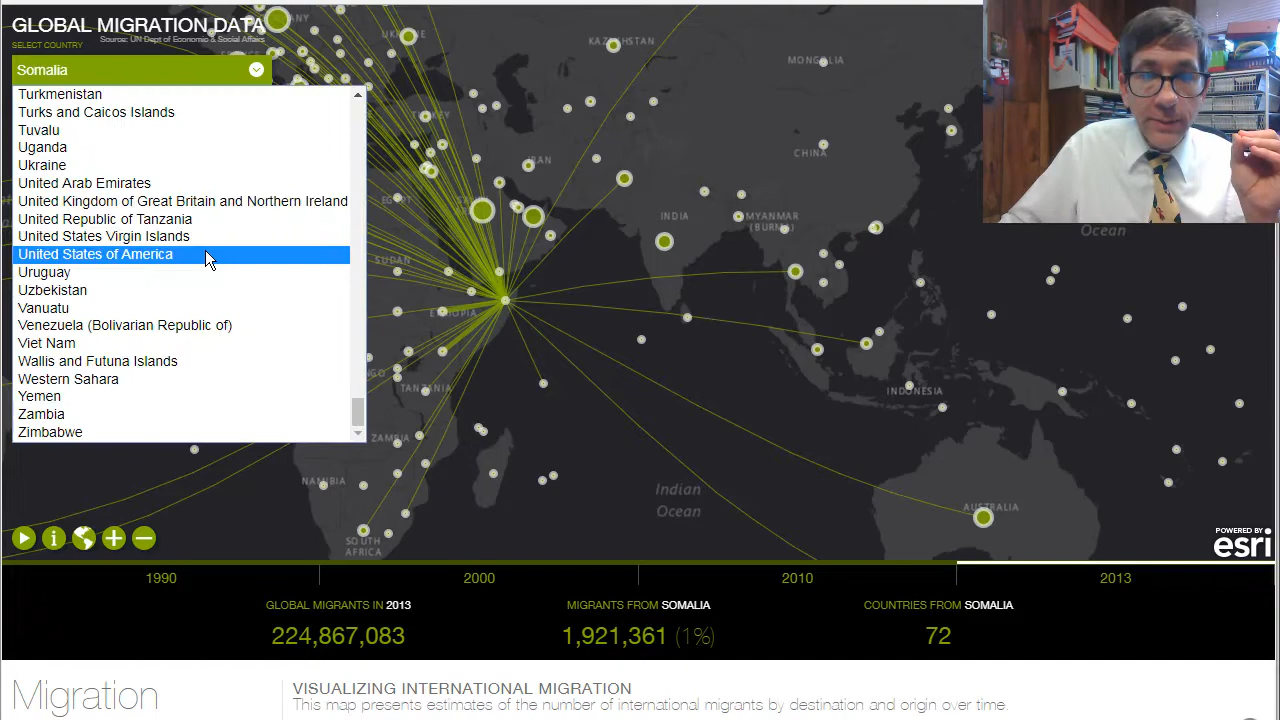 GLOBAL MIGRATION DATA
Source: UN Dept of Economic & Social Affairs
SELECT COUNTRY
Somalia
Turkmenistan
Turks and Caicos Islands
Tuvalu
Uganda
Ukraine
United Arab Emirates
United Kingdom of Great Britain and Northern Ireland
United Republic of Tanzania
United States Virgin Islands
United States of America
Uruguay
Uzbekistan
Vanuatu
Venezuela (Bolivarian Republic of)
Viet Nam
Wallis and Futuna Islands
Western Sahara
Yemen
Zambia
Zimbabwe
KAZAKHSTAN
MONGOLIA
TURKEY
IRAN
CHINA
EGYPT
INDIA
MYANMAR
(BURMA)
Ocean
SUDAN
ETHIOPIA
TANZANIA
INDONESIA
ZAMBIA
NAMIBIA
Indian
Ocean
AUSTRALIA
SOUTH
AFRICA
POWERED BY
esri
1990
2000
2010
2013
GLOBAL MIGRANTS IN 2013
224,867,083
MIGRANTS FROM SOMALIA
1,921,361 (1%)
COUNTRIES FROM SOMALIA
72
Migration
VISUALIZING INTERNATIONAL MIGRATION
This map presents estimates of the number of international migrants by destination and origin over time.